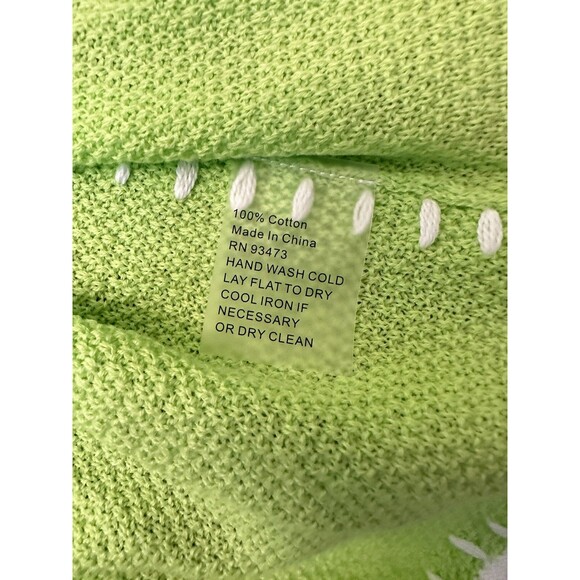 100% Cotton
Made In China
RN 93473
HAND WASH COLD
LAY FLAT TO DRY
COOL IRON IF
NECESSARY
OR DRY CLEAN